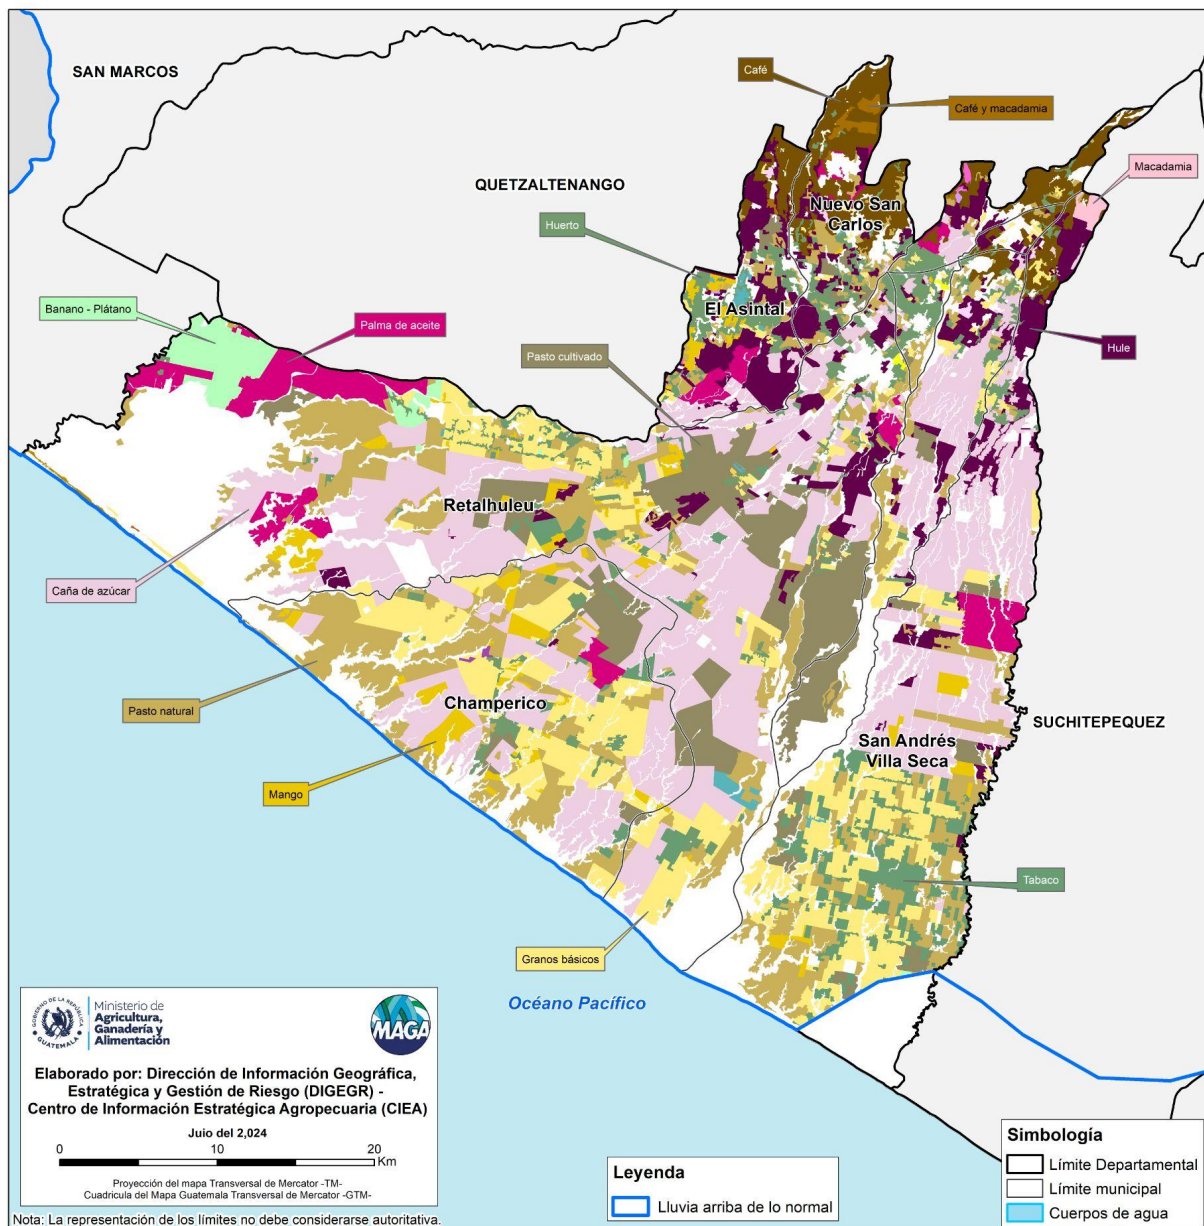 SAN MARCOS
Café
Café y macadamia
Macadamia
QUETZALTENANGO
Nuevo San
Carlos
Huerto
El Asintal
Banano - Plátano
Palma de aceite
Pasto cultivado
Hule
Retalhuleu
Caña de azúcar
Champerico
Pasto natural
SUCHITEPEQUEZ
San Andrés
Villa Seca
Mango
Tabaco
Granos básicos
Océano Pacífico
GOBIERNO DE LA REPÚBLICA
GUATEMALA
Ministerio de
Agricultura,
Ganadería y
Alimentación
MAGA
Elaborado por: Dirección de Información Geográfica,
Estratégica y Gestión de Riesgo (DIGEGR) -
Centro de Información Estratégica Agropecuaria (CIEA)
Juio del 2,024
0 10 20
Km
Proyección del mapa Transversal de Mercator -TM-
Cuadricula del Mapa Guatemala Transversal de Mercator -GTM-
Nota: La representación de los límites no debe considerarse autoritativa.
Leyenda
Lluvia arriba de lo normal
Simbología
Límite Departamental
Límite municipal
Cuerpos de agua